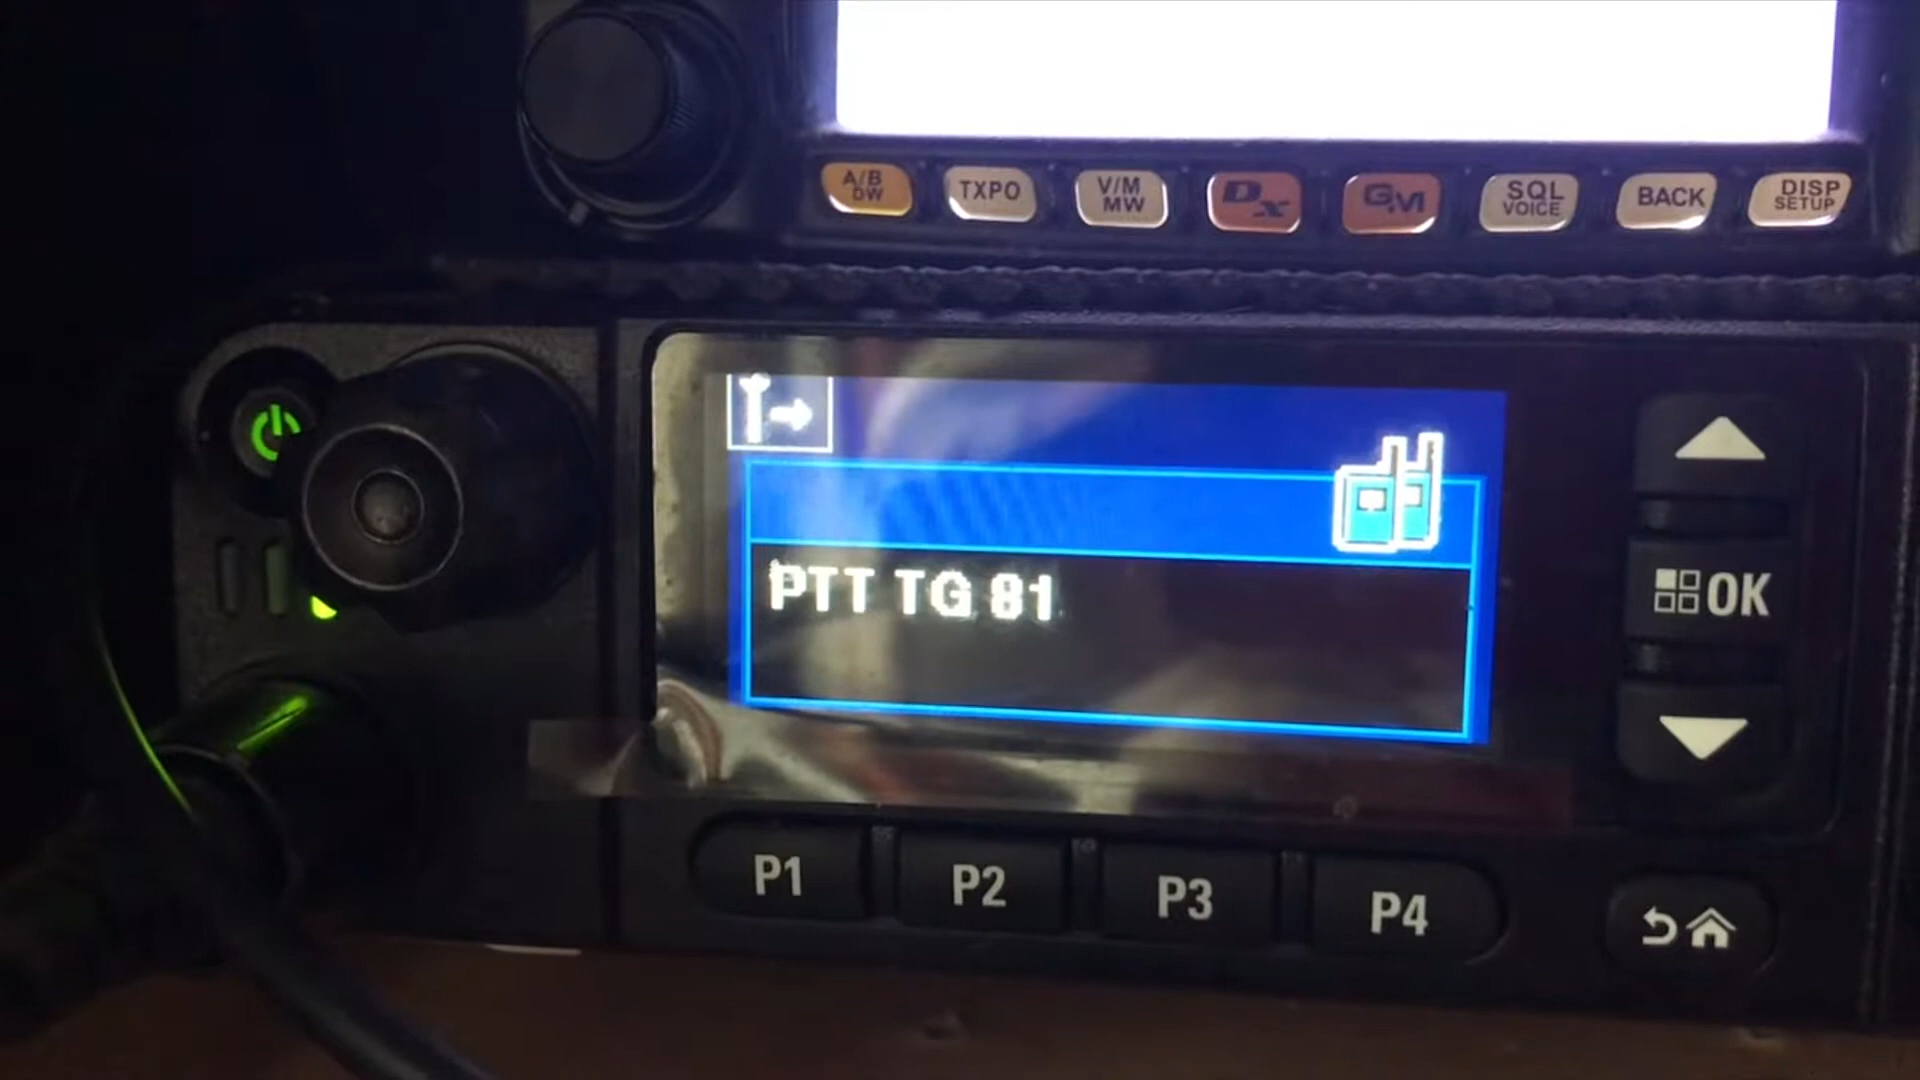 A/B
DW
TXPO
V/M
MW
Dx
GM
SQL
VOICE
BACK
DISP
SETUP
PTT TG 81
OK
P1
P2
P3
P4